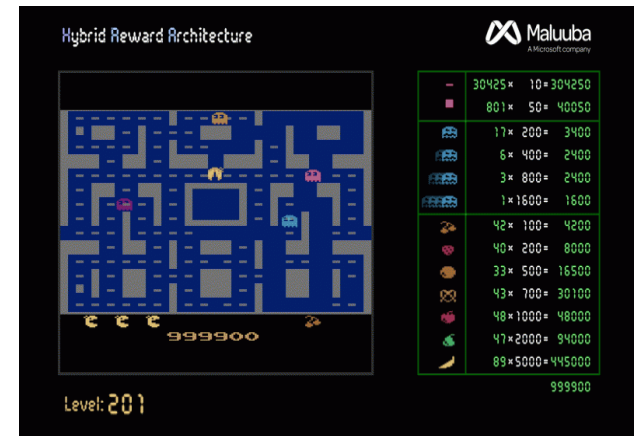 Hybrid Reward Architecture
Maluuba
A Microsoft company
30425× 10=304250
801× 50= 40050
17× 200= 3400
6× 400= 2400
3× 800= 2400
1×1600= 1600
42× 100= 4200
40× 200= 8000
33× 500= 16500
43× 700= 30100
48×1000= 48000
47×2000= 94000
89×5000=445000
999900
999900
Level: 201